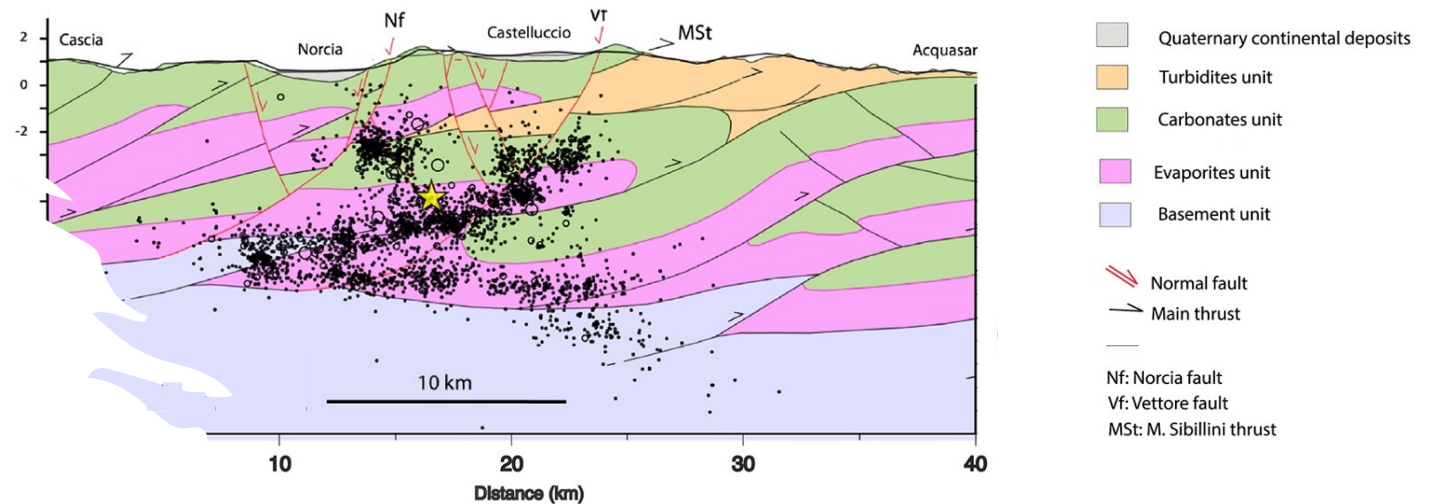 Nf
Vf
MSt
Cascia
Norcia
Castelluccio
Acquasar
2
0
-2
10 km
10
20
30
40
Distance (km)
Quaternary continental deposits
Turbidites unit
Carbonates unit
Evaporites unit
Basement unit
Normal fault
Main thrust
Nf: Norcia fault
Vf: Vettore fault
MSt: M. Sibillini thrust